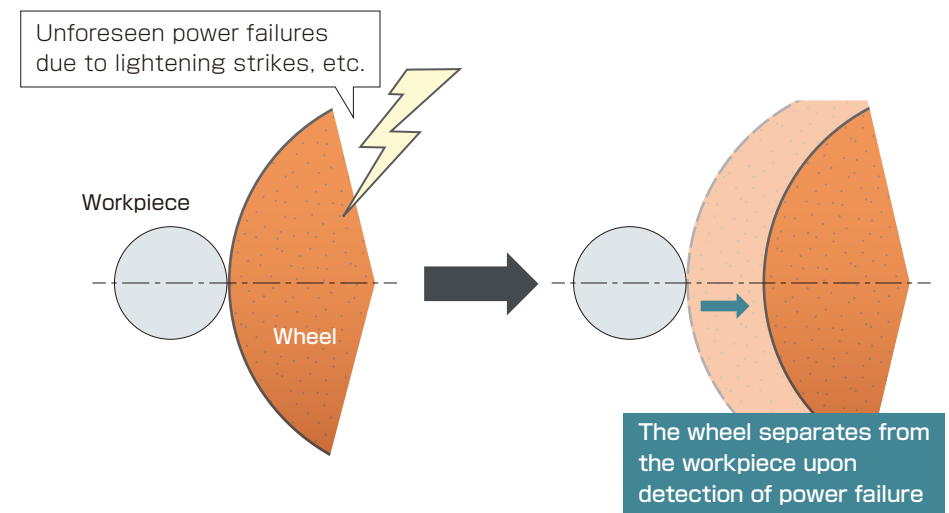 Unforeseen power failures
due to lightening strikes, etc.
Workpiece
Wheel
The wheel separates from
the workpiece upon
detection of power failure